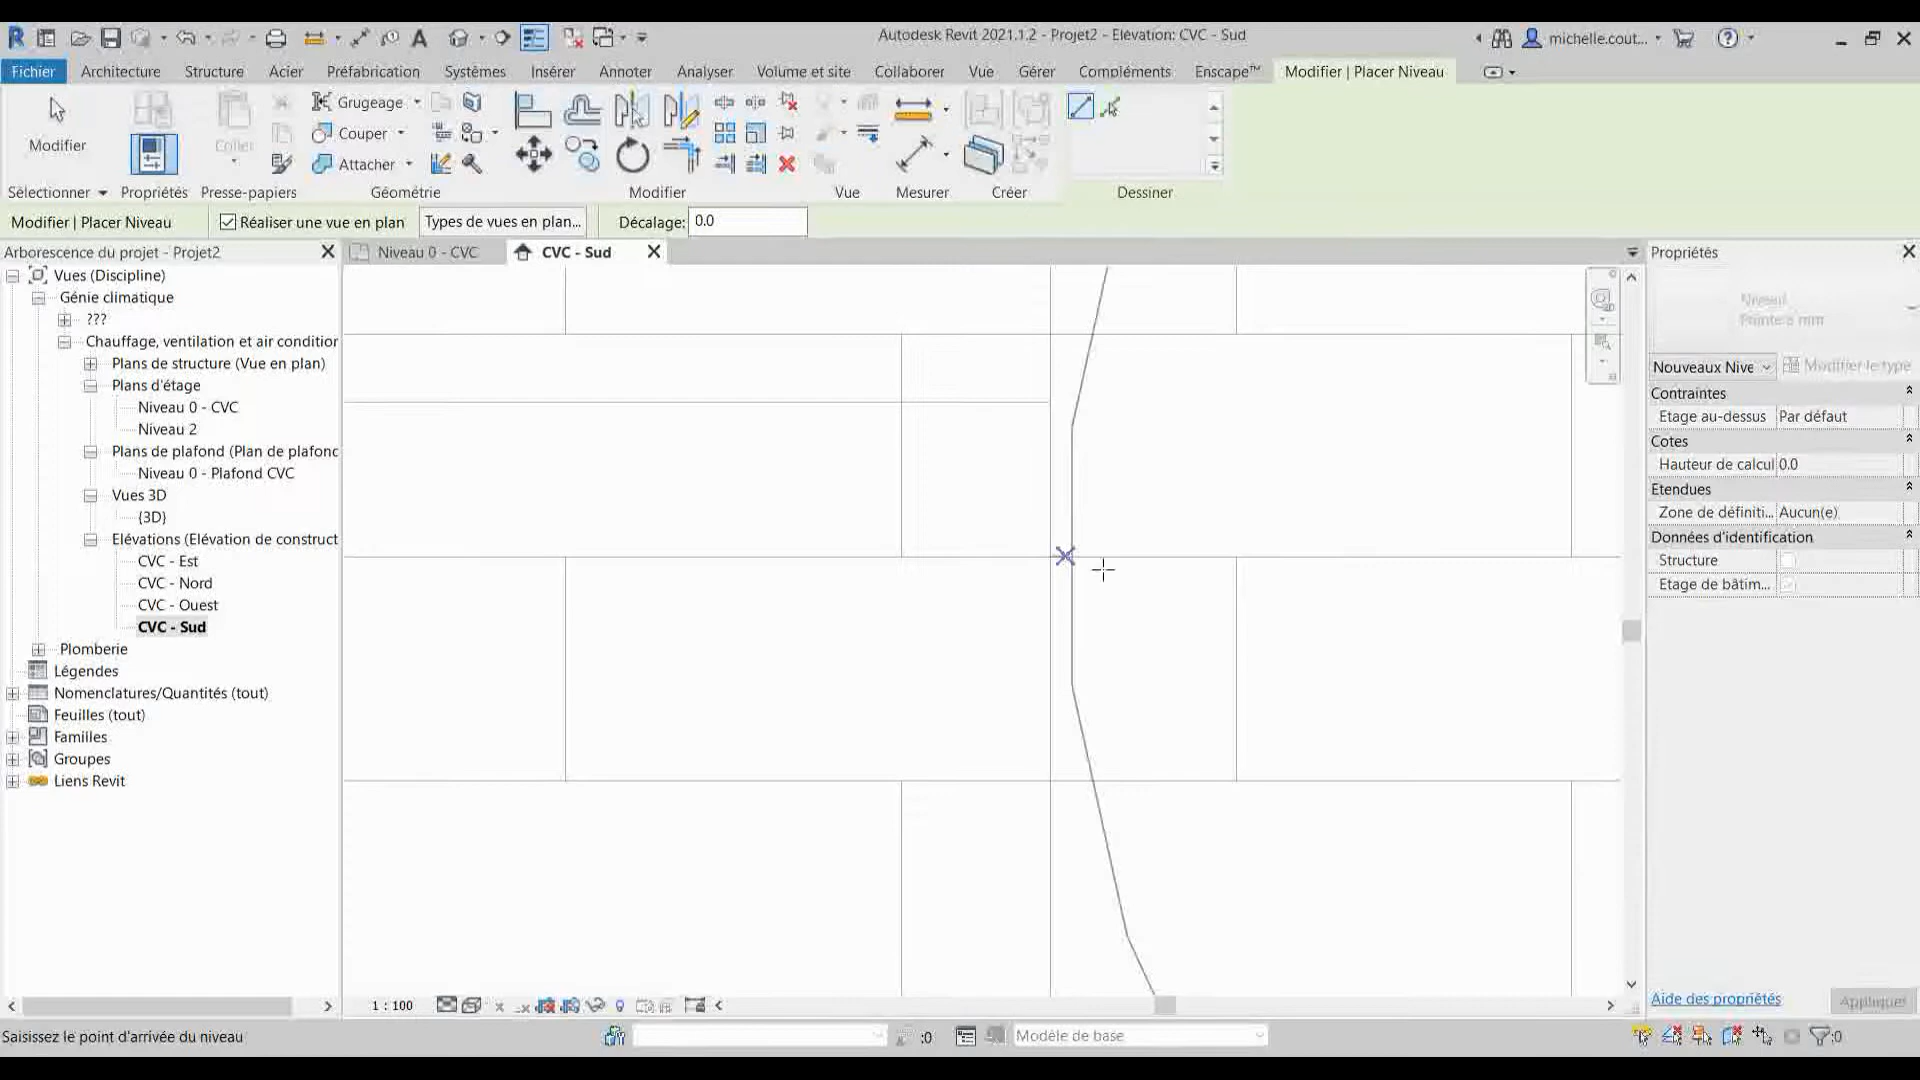 Autodesk Revit 2021.1.2 - Projet2 - Elévation: CVC - Sud
michelle.cout...
Fichier
Architecture
Structure
Acier
Préfabrication
Systèmes
Insérer
Annoter
Analyser
Volume et site
Collaborer
Vue
Gérer
Compléments
Enscape™
Modifier | Placer Niveau
Modifier
Coller
Grugeage
Couper
Attacher
Sélectionner
Propriétés
Presse-papiers
Géométrie
Modifier
Vue
Mesurer
Créer
Dessiner
Modifier | Placer Niveau
Réaliser une vue en plan
Types de vues en plan...
Décalage:
0.0
Arborescence du projet - Projet2
Niveau 0 - CVC
CVC - Sud
Propriétés
Vues (Discipline)
Génie climatique
???
Chauffage, ventilation et air condition
Plans de structure (Vue en plan)
Plans d'étage
Niveau 0 - CVC
Niveau 2
Plans de plafond (Plan de plafond
Niveau 0 - Plafond CVC
Vues 3D
{3D}
Elévations (Elévation de construct
CVC - Est
CVC - Nord
CVC - Ouest
CVC - Sud
Plomberie
Légendes
Nomenclatures/Quantités (tout)
Feuilles (tout)
Familles
Groupes
Liens Revit
Niveau
Pointe 8 mm
Nouveaux Nive
Modifier le type
Contraintes
Etage au-dessus
Par défaut
Cotes
Hauteur de calcul
0.0
Etendues
Zone de définiti...
Aucun(e)
Données d'identification
Structure
Etage de bâtim...
Aide des propriétés
Appliquer
1 : 100
Saisissez le point d'arrivée du niveau
:0
Modèle de base
:0